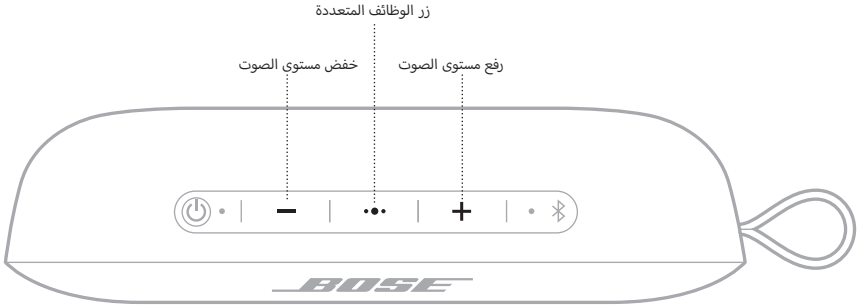 زر الوظائف المتعددة
رفع مستوى الصوت
خفض مستوى الصوت
BOSE